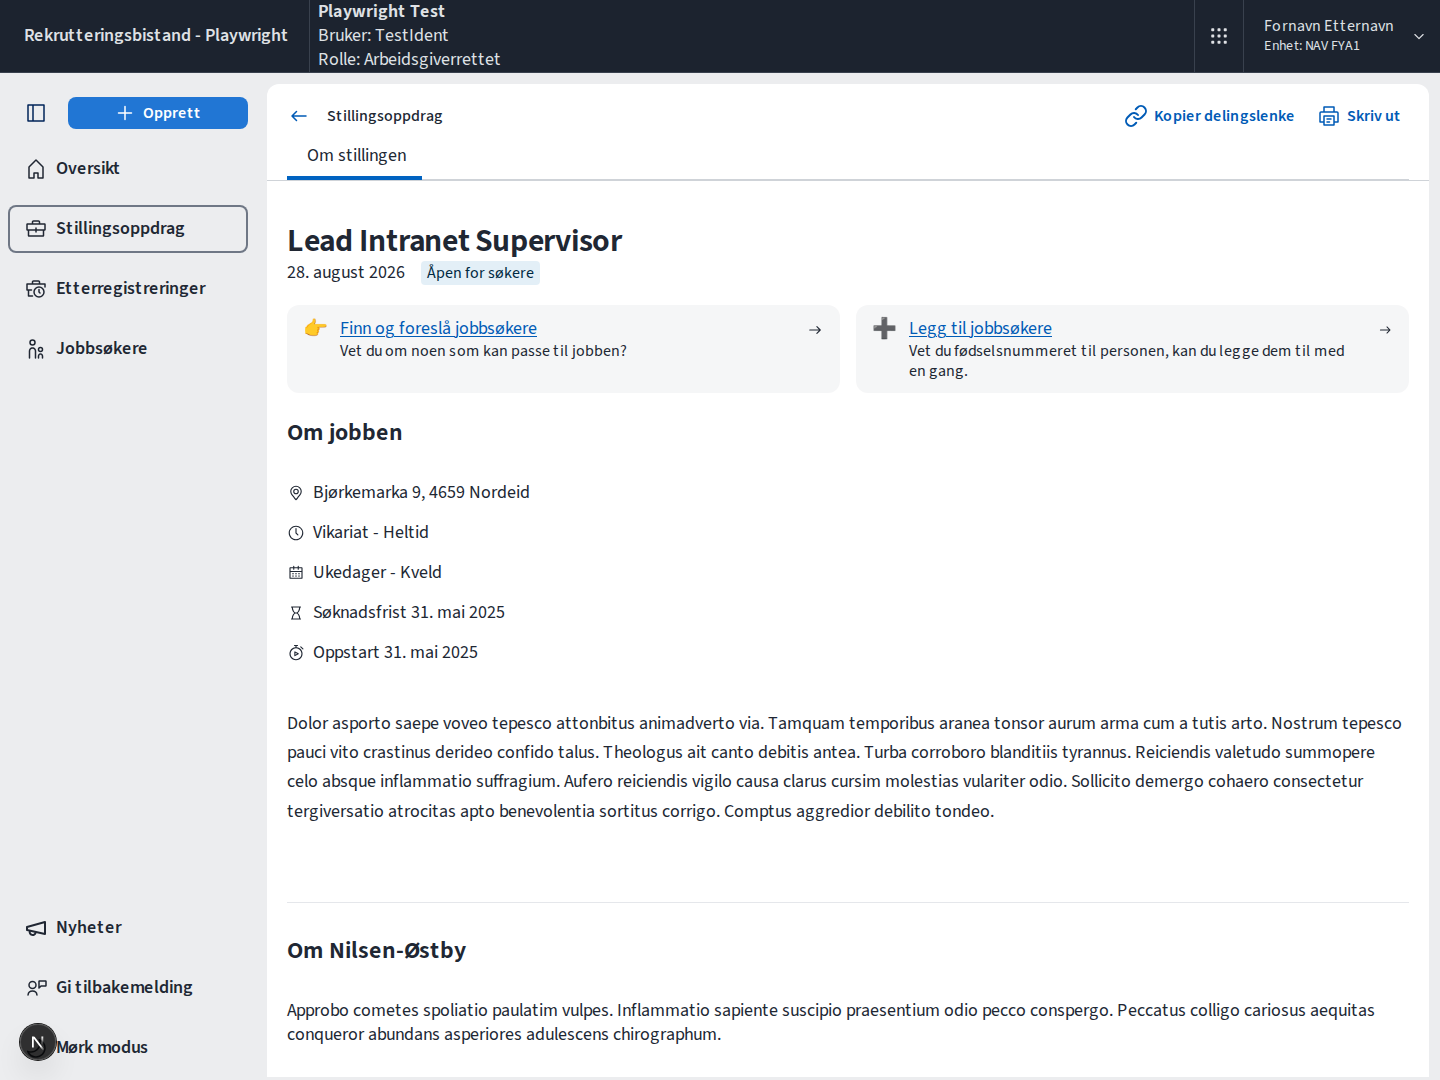 Rekrutteringsbistand - Playwright
Playwright Test
Bruker: TestIdent
Rolle: Arbeidsgiverrettet
Fornavn Etternavn
Enhet: NAV FYA1
Opprett
Oversikt
Stillingsoppdrag
Etterregistreringer
Jobbsøkere
Nyheter
Gi tilbakemelding
N
Mørk modus
Stillingsoppdrag
Kopier delingslenke
Skriv ut
Om stillingen
Lead Intranet Supervisor
28. august 2026
Åpen for søkere
Finn og foreslå jobbsøkere
Vet du om noen som kan passe til jobben?
Legg til jobbsøkere
Vet du fødselsnummeret til personen, kan du legge dem til med
en gang.
Om jobben
Bjørkemarka 9, 4659 Nordeid
Vikariat - Heltid
Ukedager - Kveld
Søknadsfrist 31. mai 2025
Oppstart 31. mai 2025
Dolor asporto saepe voveo tepesco attonbitus animadverto via. Tamquam temporibus aranea tonsor aurum arma cum a tutis arto. Nostrum tepesco
pauci vito crastinus derideo confido talus. Theologus ait canto debitis antea. Turba corroboro blanditiis tyrannus. Reiciendis valetudo summopere
celo absque inflammatio suffragium. Aufero reiciendis vigilo causa clarus cursim molestias vulariter odio. Sollicito demergo cohaero consectetur
tergiversatio atrocitas apto benevolentia sortitus corrigo. Comptus aggredior debilito tondeo.
Om Nilsen-Østby
Approbo cometes spoliatio paulatim vulpes. Inflammatio sapiente suscipio praesentium odio pecco conspergo. Peccatus colligo cariosus aequitas
conqueror abundans asperiores adulescens chirographum.